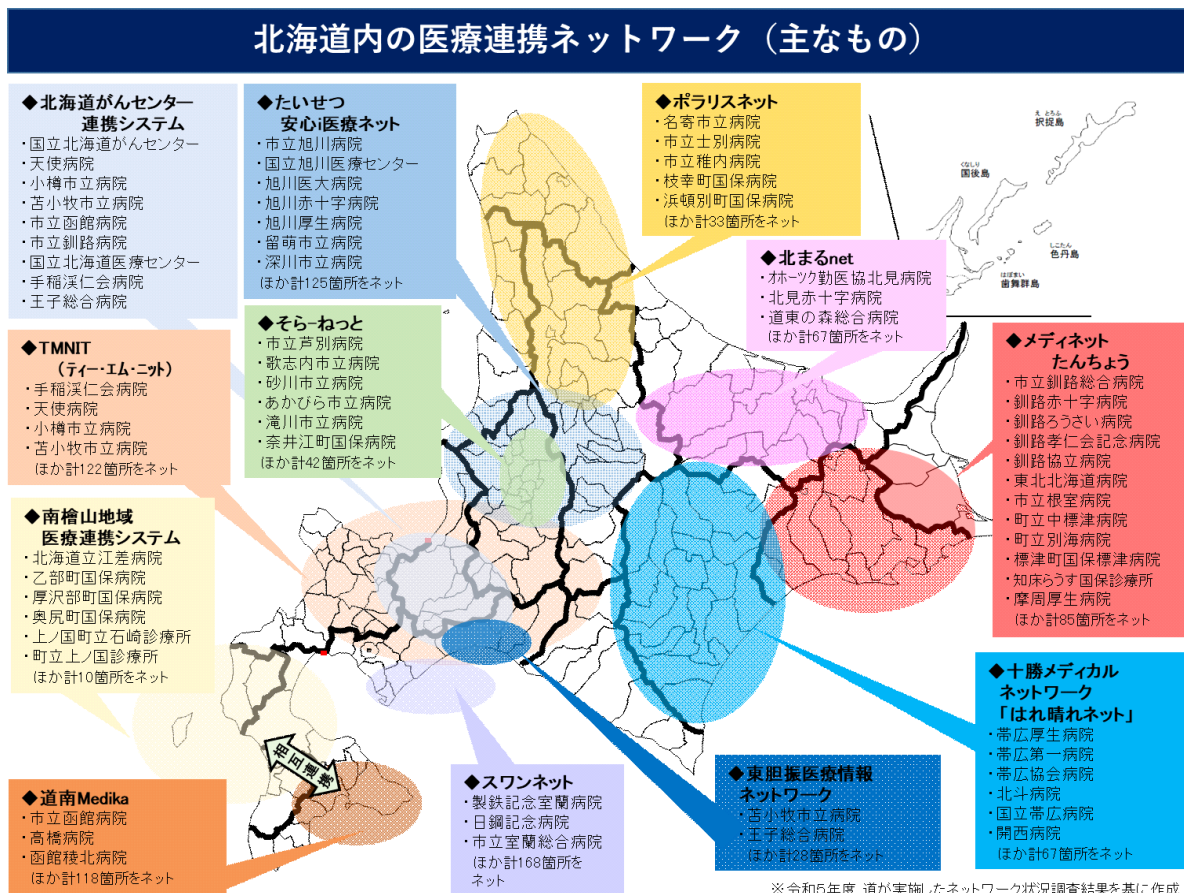 北海道内の医療連携ネットワーク（主なもの）
◆北海道がんセンター
連携システム
・国立北海道がんセンター
・天使病院
・小樽市立病院
・苫小牧市立病院
・市立函館病院
・市立釧路病院
・国立北海道医療センター
・手稲渓仁会病院
・王子総合病院
◆たいせつ
安心i医療ネット
・市立旭川病院
・国立旭川医療センター
・旭川医大病院
・旭川赤十字病院
・旭川厚生病院
・留萌市立病院
・深川市立病院
（ほか計125箇所をネット
◆ポラリスネット
・名寄市立病院
・市立士別病院
・市立稚内病院
・枝幸町国保病院
・浜頓別町国保病院
（ほか計33箇所をネット
えとろふ
択捉島
くなしり
国後島
しこたん
色丹島
はぼまい
歯舞群島
◆北まるnet
・オホーツク勤医協北見病院
・北見赤十字病院
・道東の森総合病院
（ほか計67箇所をネット
◆そらーねっと
・市立芦別病院
・歌志内市立病院
・砂川市立病院
・あかびら市立病院
・滝川市立病院
・奈井江町国保病院
（ほか計42箇所をネット
◆TMNIT
（ティー・エム・ニット）
・手稲渓仁会病院
・天使病院
・小樽市立病院
・苫小牧市立病院
（ほか計122箇所をネット
◆メディネット
たんちょう
・市立釧路総合病院
・釧路赤十字病院
・釧路ろうさい病院
・釧路孝仁会記念病院
・釧路協立病院
・東北北海道病院
・市立根室病院
・町立中標津病院
・町立別海病院
・標津町国保標津病院
・知床らうす国保診療所
・摩周厚生病院
（ほか計85箇所をネット
◆南檜山地域
医療連携システム
・北海道立江差病院
・乙部町国保病院
・厚沢部町国保病院
・奥尻町国保病院
・上ノ国町立石崎診療所
・町立上ノ国診療所
（ほか計10箇所をネット
相互連携
◆道南Medika
・市立函館病院
・高橋病院
・函館稜北病院
（ほか計118箇所をネット
◆スワンネット
・製鉄記念室蘭病院
・日鋼記念病院
・市立室蘭総合病院
（ほか計168箇所を
ネット
◆東胆振医療情報
ネットワーク
・苫小牧市立病院
・王子総合病院
（ほか計28箇所をネット
◆十勝メディカル
ネットワーク
「はれ晴れネット」
・帯広厚生病院
・帯広第一病院
・帯広協会病院
・北斗病院
・国立帯広病院
・開西病院
（ほか計67箇所をネット
※令和5年度 道が実施したネットワーク状況調査結果を基に作成